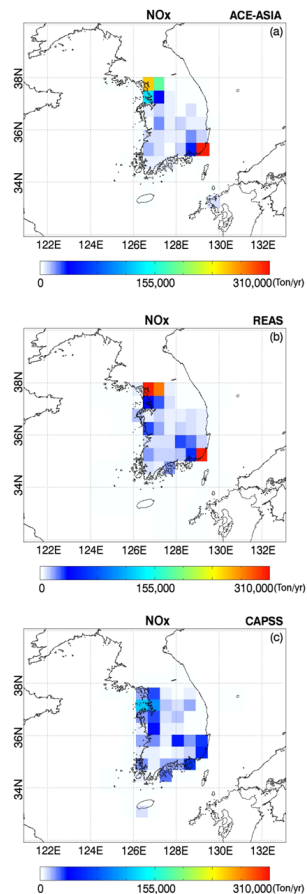 NOx ACE-ASIA
(a)
38N
36N
34N
122E 124E 126E 128E 130E 132E
0 155,000 310,000(Ton/yr)
NOx REAS
(b)
38N
36N
34N
122E 124E 126E 128E 130E 132E
0 155,000 310,000(Ton/yr)
NOx CAPSS
(c)
38N
36N
34N
122E 124E 126E 128E 130E 132E
0 155,000 310,000(Ton/yr)